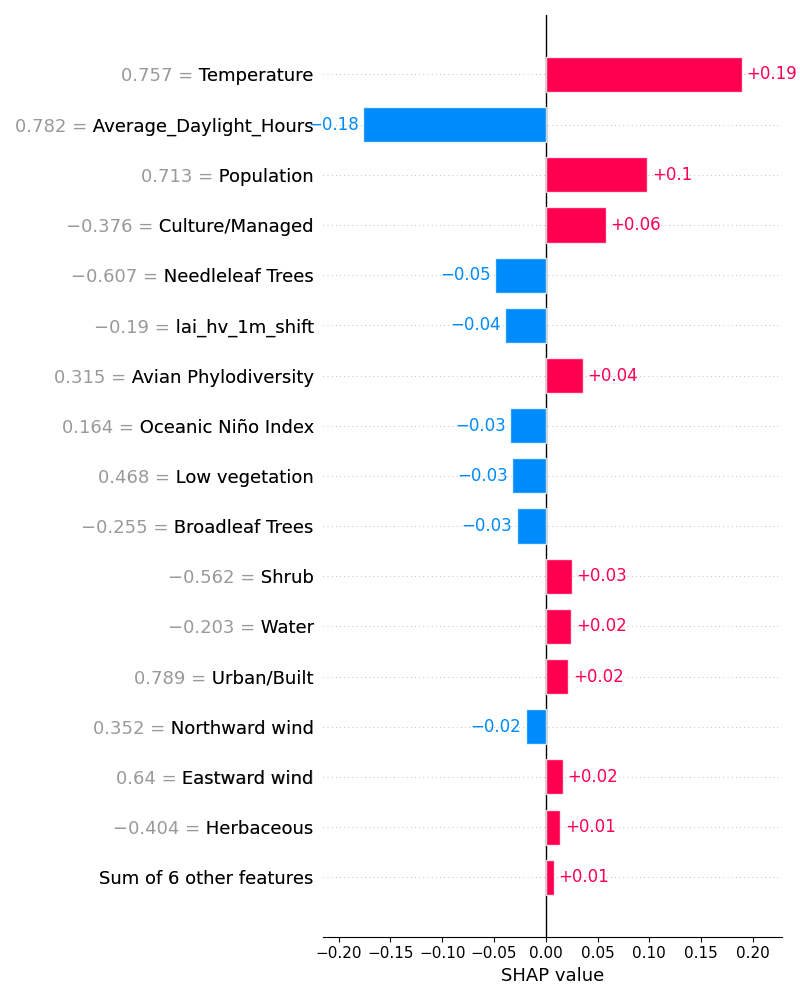 0.757 = Temperature +0.19
0.782 = Average_Daylight_Hours −0.18
0.713 = Population +0.1
−0.376 = Culture/Managed +0.06
−0.607 = Needleleaf Trees −0.05
−0.19 = lai_hv_1m_shift −0.04
0.315 = Avian Phylodiversity +0.04
0.164 = Oceanic Niño Index −0.03
0.468 = Low vegetation −0.03
−0.255 = Broadleaf Trees −0.03
−0.562 = Shrub +0.03
−0.203 = Water +0.02
0.789 = Urban/Built +0.02
0.352 = Northward wind −0.02
0.64 = Eastward wind +0.02
−0.404 = Herbaceous +0.01
Sum of 6 other features +0.01
−0.20 −0.15 −0.10 −0.05 0.00 0.05 0.10 0.15 0.20
SHAP value